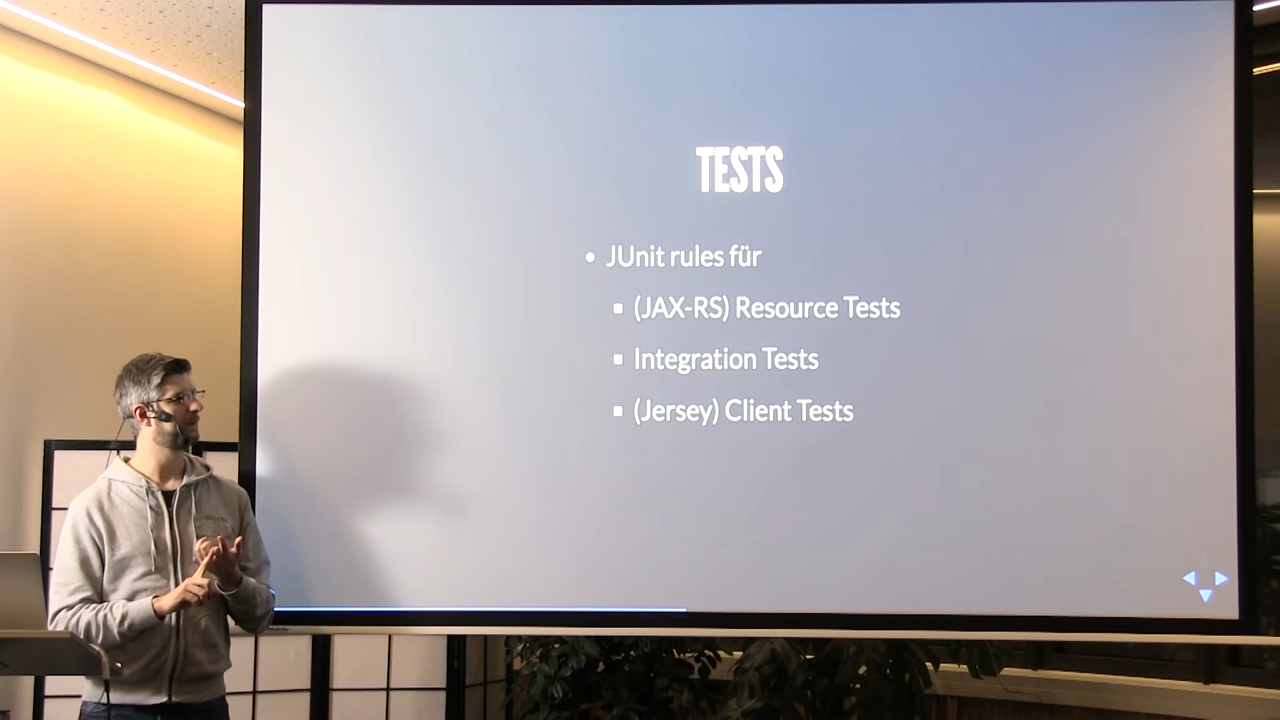 TESTS
JUnit rules für
(JAX-RS) Resource Tests
Integration Tests
(Jersey) Client Tests